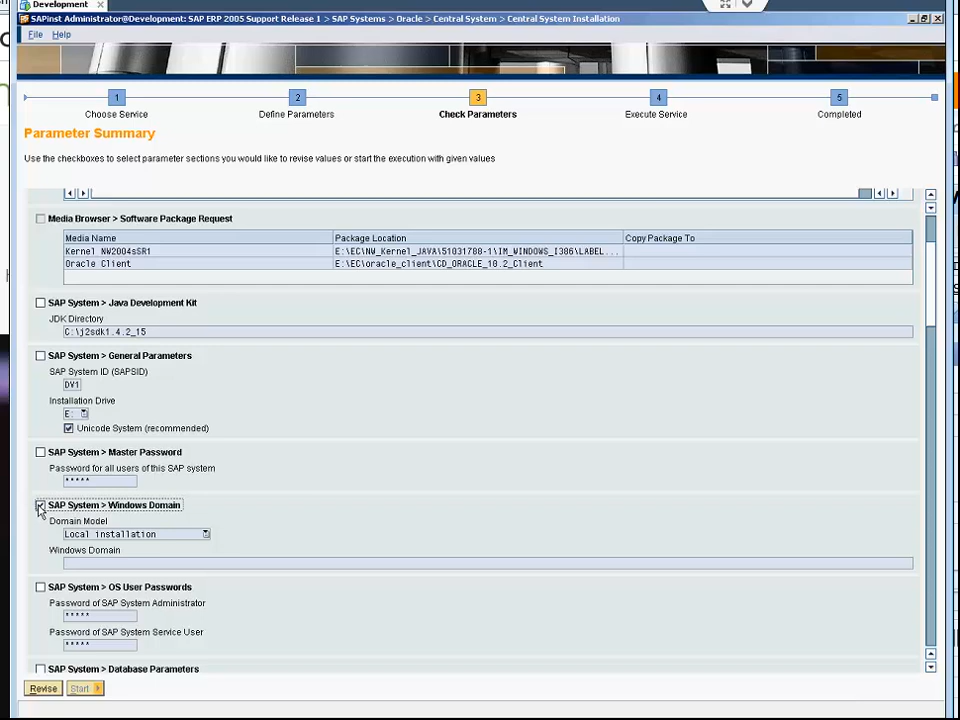 Development
SAPinst Administrator@Development: SAP ERP 2005 Support Release 1 > SAP Systems > Oracle > Central System > Central System Installation
File Help
1 2 3 4 5
Choose Service Define Parameters Check Parameters Execute Service Completed
Parameter Summary
Use the checkboxes to select parameter sections you would like to revise values or start the execution with given values
Media Browser > Software Package Request
Media Name Package Location Copy Package To
Kernel NW2004sSR1 E:\EC\NW_Kernel_JAVA\51031788-1\IM_WINDOWS_I386\LABEL...
Oracle Client E:\EC\oracle_client\CD_ORACLE_10.2_Client
SAP System > Java Development Kit
JDK Directory
C:\j2sdk1.4.2_15
SAP System > General Parameters
SAP System ID (SAPSID)
DV1
Installation Drive
E:
Unicode System (recommended)
SAP System > Master Password
Password for all users of this SAP system
*****
SAP System > Windows Domain
Domain Model
Local installation
Windows Domain
SAP System > OS User Passwords
Password of SAP System Administrator
*****
Password of SAP System Service User
*****
SAP System > Database Parameters
Revise Start